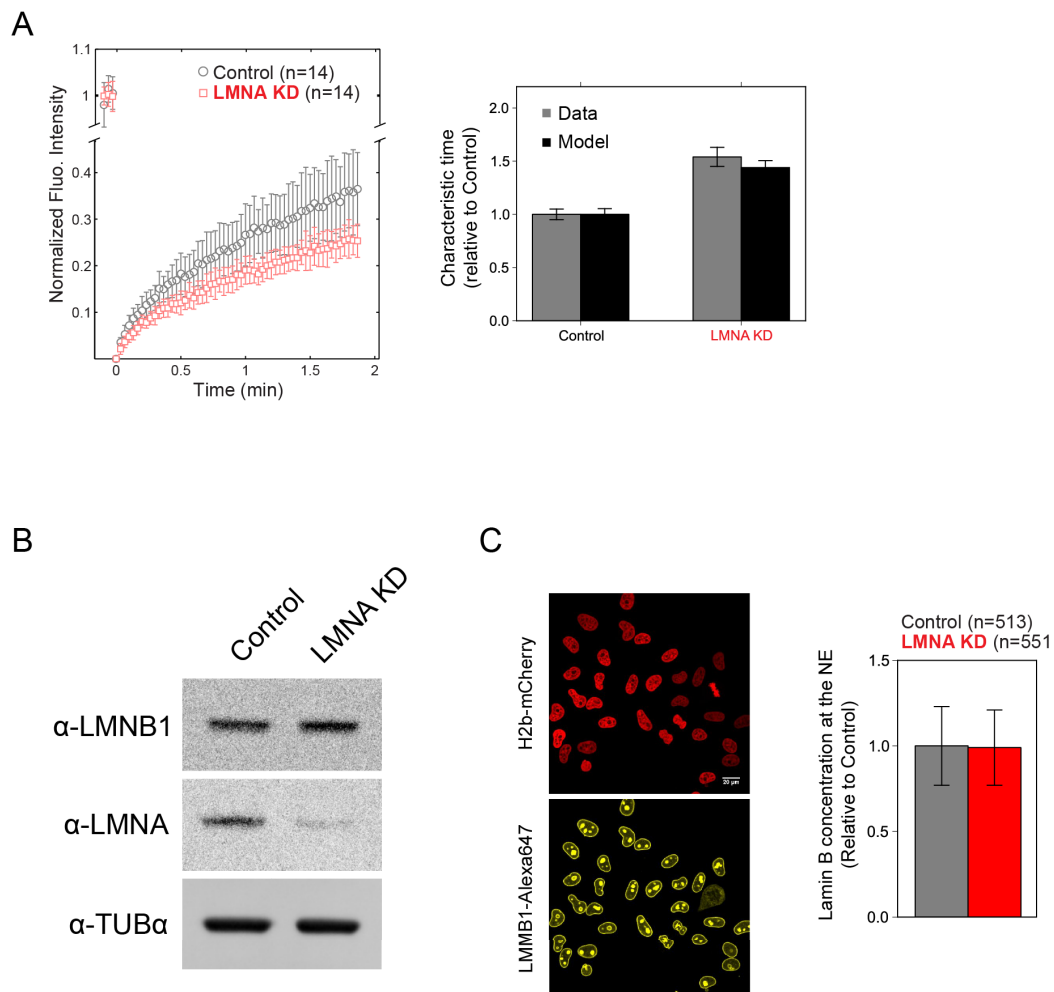 A
Control (n=14)
LMNA KD (n=14)
Normalized Fluo. Intensity
1.1
1
0.4
0.3
0.2
0.1
0
0.5
1
1.5
2
Time (min)
Data
Model
Characteristic time
(relative to Control)
2.0
1.5
1.0
0.5
0.0
Control
LMNA KD
B
Control
LMNA KD
α-LMNB1
α-LMNA
α-TUBα
C
H2b-mCherry
20 µm
LMMB1-Alexa647
Control (n=513)
LMNA KD (n=551
Lamin B concentration at the NE
(Relative to Control)
1.5
1.0
0.5
0.0